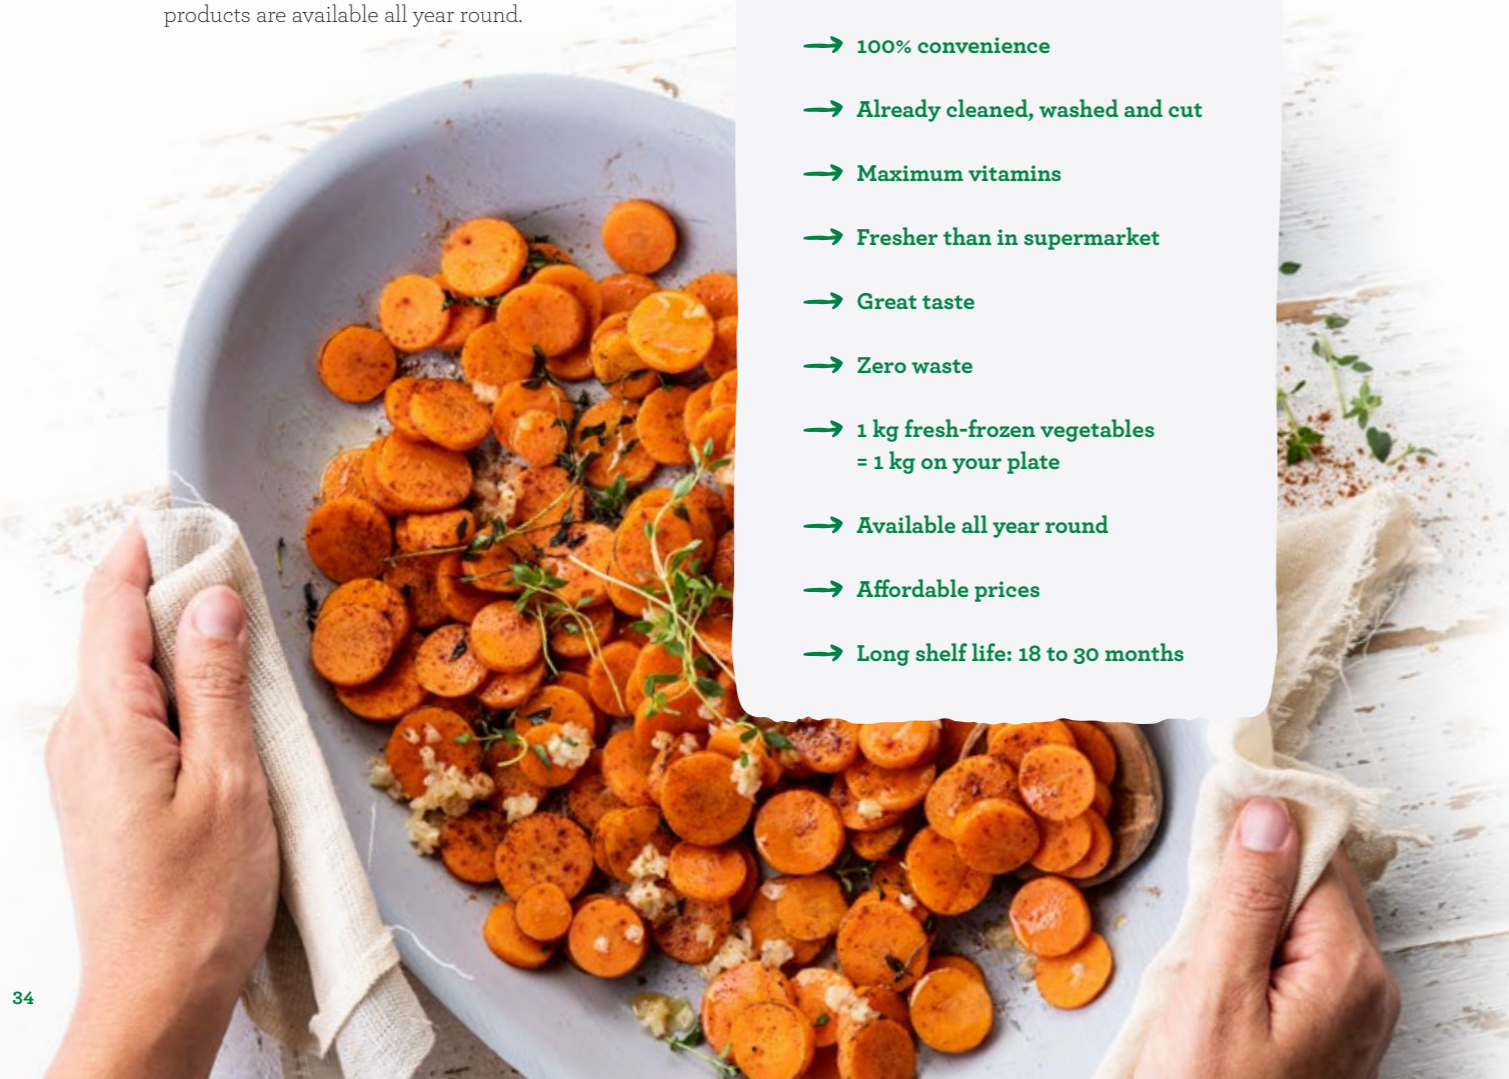 products are available all year round.
100% convenience
Already cleaned, washed and cut
Maximum vitamins
Fresher than in supermarket
Great taste
Zero waste
1 kg fresh-frozen vegetables
= 1 kg on your plate
Available all year round
Affordable prices
Long shelf life: 18 to 30 months
34